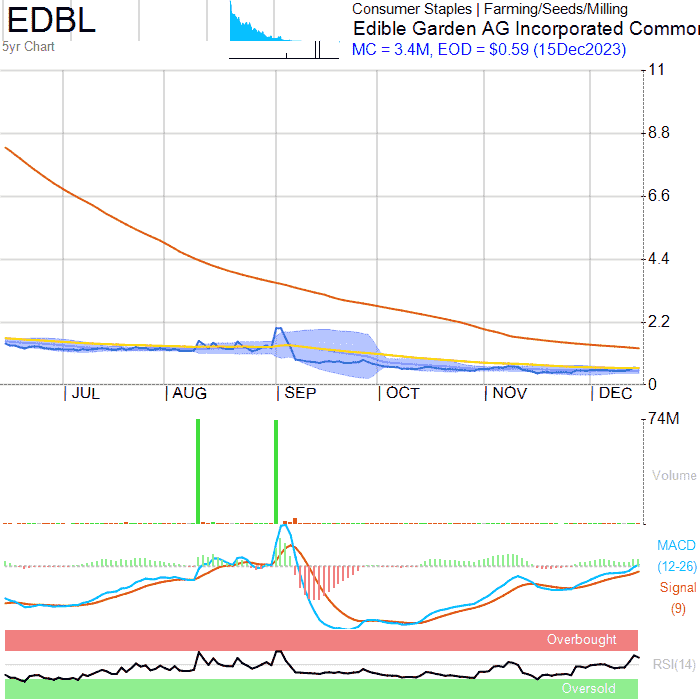 EDBL
5yr Chart
Consumer Staples | Farming/Seeds/Milling
Edible Garden AG Incorporated Commo
MC = 3.4M, EOD = $0.59 (15Dec2023)
11
8.8
6.6
4.4
2.2
0
| JUL | AUG | SEP | OCT | NOV | DEC
74M
Volume
MACD
(12-26)
Signal
(9)
Overbought
RSI(14)
Oversold